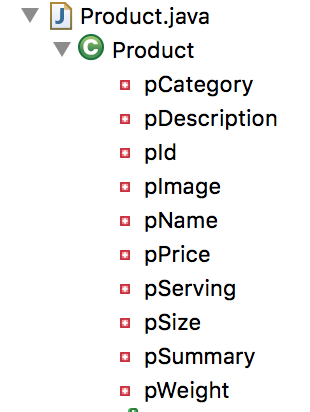 Product.java
Product
pCategory
pDescription
pId
pImage
pName
pPrice
pServing
pSize
pSummary
pWeight